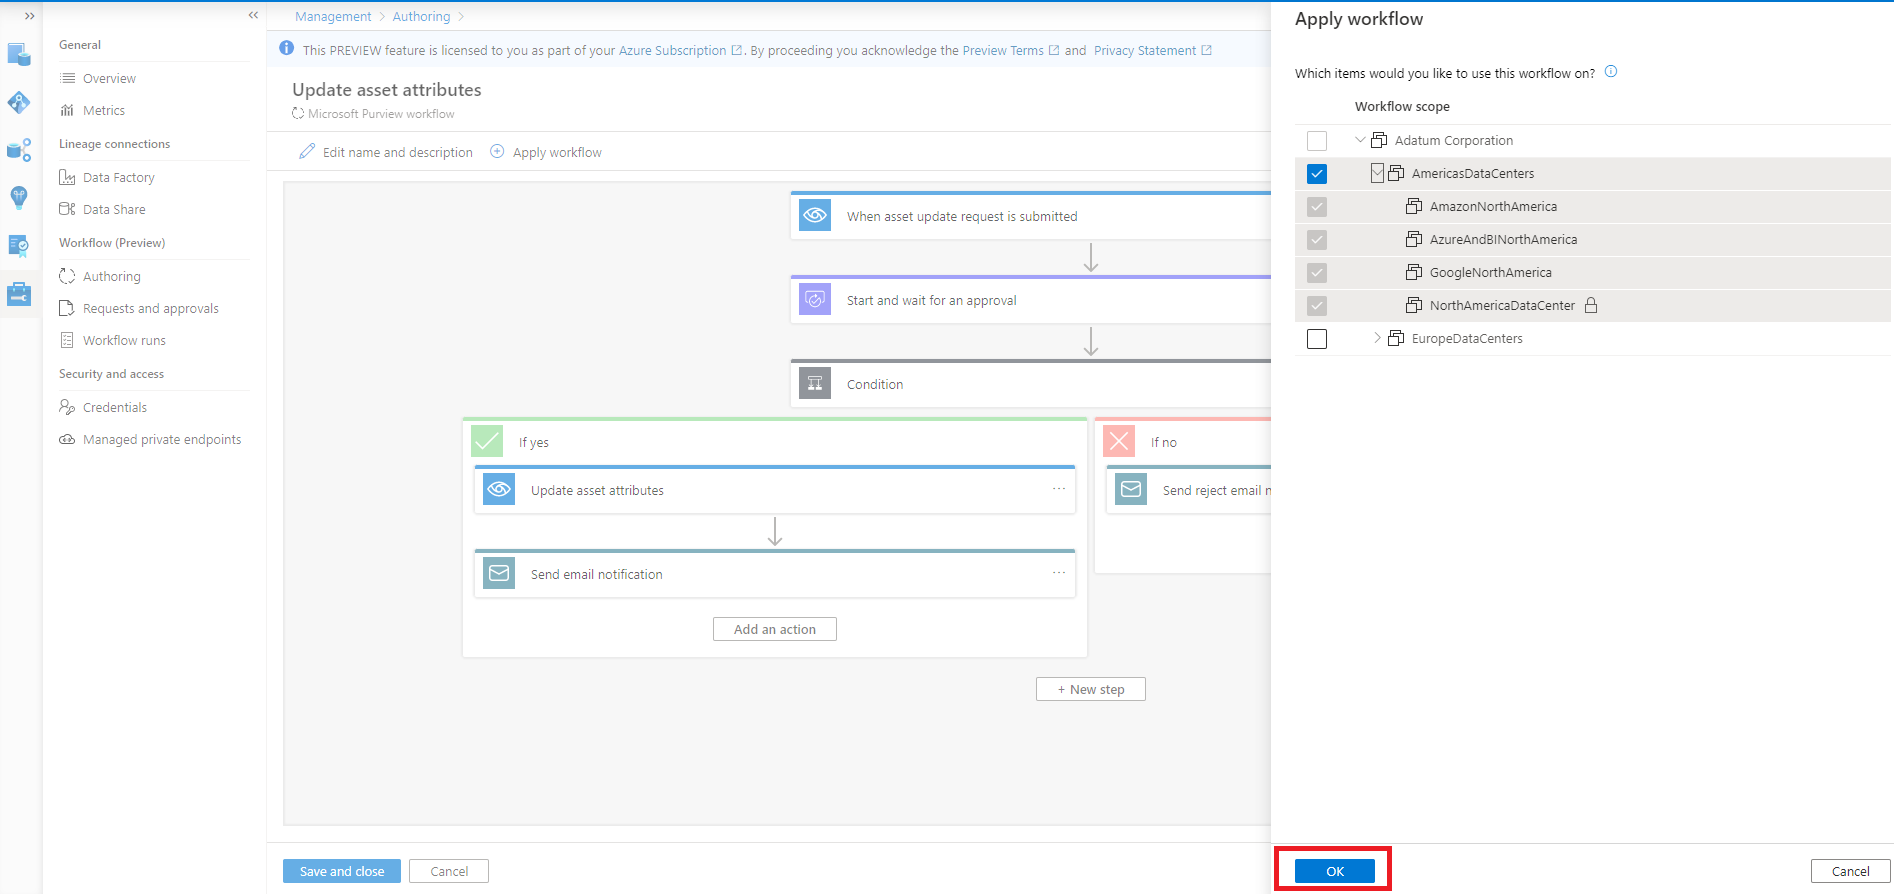 General
Overview
Metrics
Lineage connections
Data Factory
Data Share
Workflow (Preview)
Authoring
Requests and approvals
Workflow runs
Security and access
Credentials
Managed private endpoints
Management > Authoring >
This PREVIEW feature is licensed to you as part of your Azure Subscription. By proceeding you acknowledge the Preview Terms and Privacy Statement
Update asset attributes
Microsoft Purview workflow
Edit name and description Apply workflow
When asset update request is submitted
Start and wait for an approval
Condition
If yes
Update asset attributes
Send email notification
Add an action
If no
Send reject email n
+ New step
Save and close Cancel
Apply workflow
Which items would you like to use this workflow on?
Workflow scope
Adatum Corporation
AmericasDataCenters
AmazonNorthAmerica
AzureAndBINorthAmerica
GoogleNorthAmerica
NorthAmericaDataCenter
EuropeDataCenters
OK Cancel